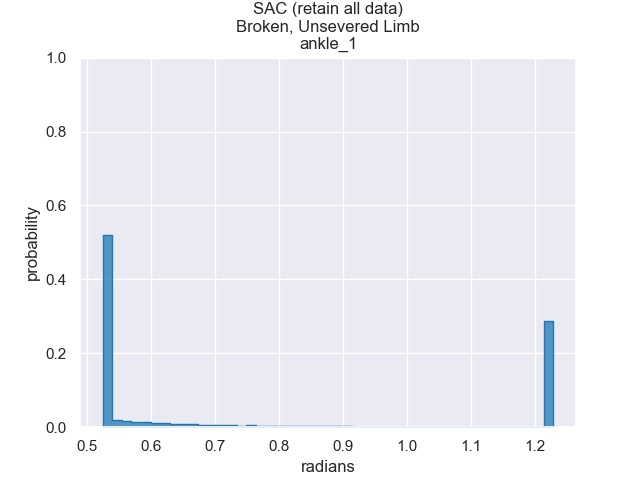 SAC (retain all data)
Broken, Unsevered Limb
ankle_1
1.0
0.8
0.6
0.4
0.2
0.0
probability
0.5 0.6 0.7 0.8 0.9 1.0 1.1 1.2
radians